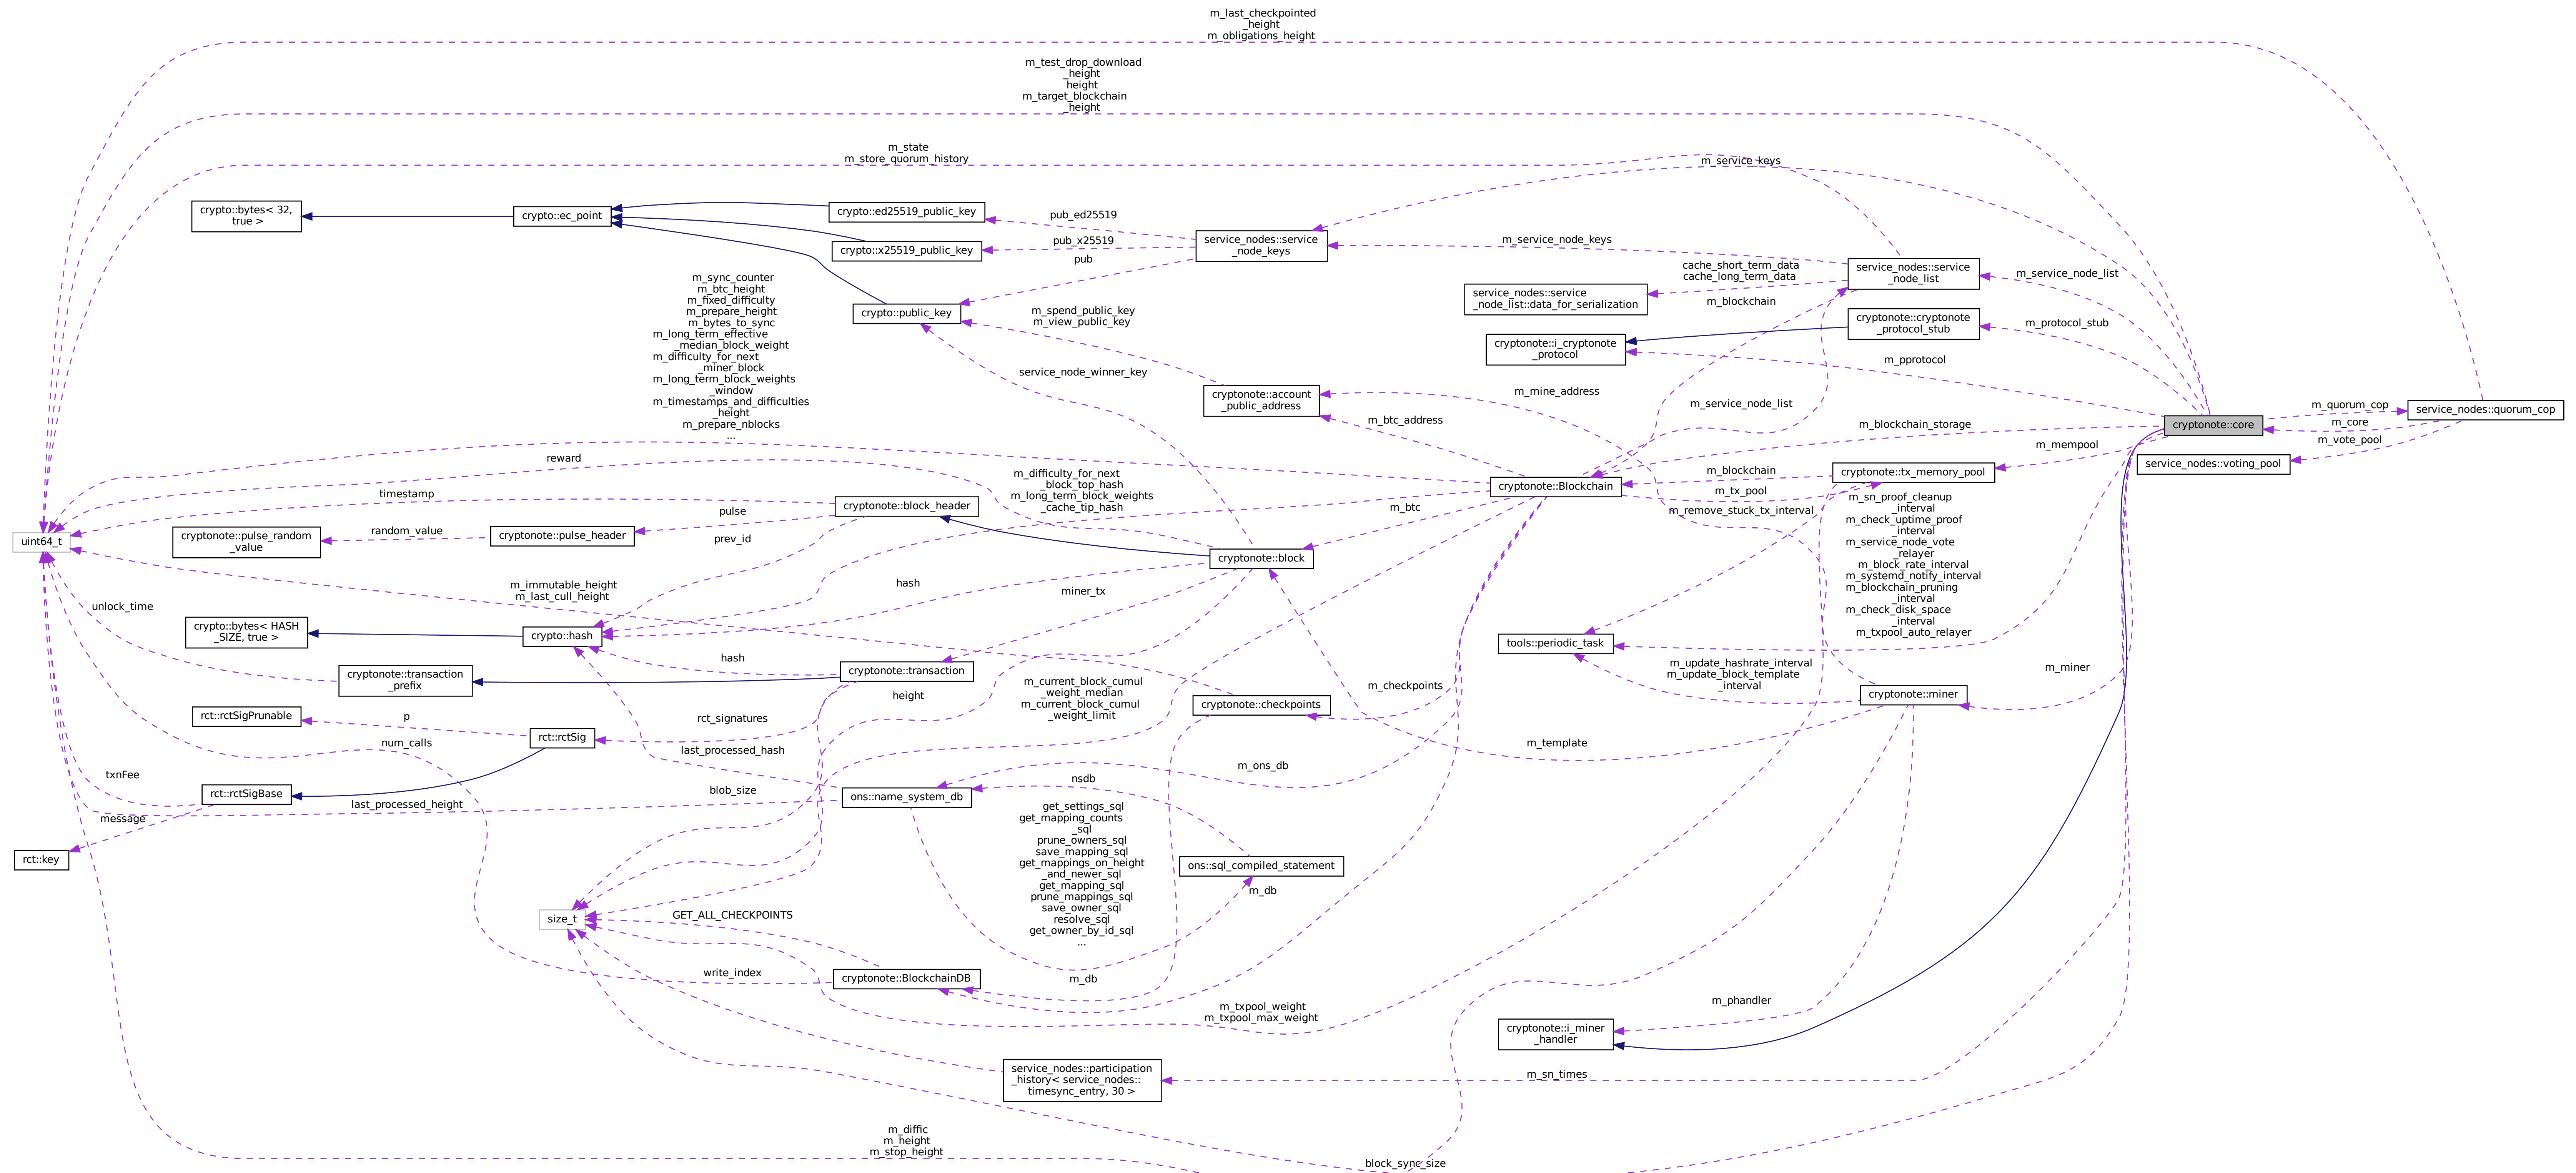 m_last_checkpointed
_height
m_obligations_height
m_test_drop_download
_height
height
m_target_blockchain
_height
m_state
m_store_quorum_history
m_service_keys
crypto::bytes< 32,
true >
crypto::ec_point
crypto::ed25519_public_key
pub_ed25519
crypto::x25519_public_key
pub_x25519
pub
service_nodes::service
_node_keys
m_service_node_keys
service_nodes::service
_node_list
m_service_node_list
cache_short_term_data
cache_long_term_data
service_nodes::service
_node_list::data_for_serialization
m_blockchain
crypto::public_key
m_spend_public_key
m_view_public_key
cryptonote::cryptonote
_protocol_stub
m_protocol_stub
cryptonote::i_cryptonote
_protocol
m_pprotocol
m_sync_counter
m_btc_height
m_fixed_difficulty
m_prepare_height
m_bytes_to_sync
m_long_term_effective
_median_block_weight
m_difficulty_for_next
_miner_block
m_long_term_block_weights
_window
m_timestamps_and_difficulties
_height
m_prepare_nblocks
...
service_node_winner_key
cryptonote::account
_public_address
m_mine_address
m_service_node_list
m_btc_address
m_blockchain_storage
cryptonote::core
m_quorum_cop
m_core
service_nodes::quorum_cop
m_vote_pool
service_nodes::voting_pool
m_mempool
reward
m_difficulty_for_next
_block_top_hash
m_long_term_block_weights
_cache_tip_hash
cryptonote::Blockchain
m_blockchain
m_tx_pool
cryptonote::tx_memory_pool
timestamp
cryptonote::block_header
pulse
m_btc
m_remove_stuck_tx_interval
m_sn_proof_cleanup
_interval
m_check_uptime_proof
_interval
m_service_node_vote
_relayer
m_block_rate_interval
m_systemd_notify_interval
m_blockchain_pruning
_interval
m_check_disk_space
_interval
m_txpool_auto_relayer
uint64_t
cryptonote::pulse_random
_value
random_value
cryptonote::pulse_header
prev_id
cryptonote::block
m_immutable_height
m_last_cull_height
hash
miner_tx
unlock_time
crypto::bytes< HASH
_SIZE, true >
crypto::hash
tools::periodic_task
cryptonote::transaction
_prefix
hash
cryptonote::transaction
m_update_hashrate_interval
m_update_block_template
_interval
m_miner
cryptonote::miner
height
m_current_block_cumul
_weight_median
m_current_block_cumul
_weight_limit
m_checkpoints
cryptonote::checkpoints
rct::rctSigPrunable
p
rct::rctSig
rct_signatures
num_calls
last_processed_hash
m_template
txnFee
rct::rctSigBase
last_processed_height
blob_size
ons::name_system_db
nsdb
m_ons_db
message
rct::key
get_settings_sql
get_mapping_counts
_sql
prune_owners_sql
save_mapping_sql
get_mappings_on_height
_and_newer_sql
get_mapping_sql
prune_mappings_sql
save_owner_sql
resolve_sql
get_owner_by_id_sql
...
ons::sql_compiled_statement
m_db
size_t
GET_ALL_CHECKPOINTS
write_index
cryptonote::BlockchainDB
m_db
m_txpool_weight
m_txpool_max_weight
m_phandler
cryptonote::i_miner
_handler
service_nodes::participation
_history< service_nodes::
timesync_entry, 30 >
m_sn_times
m_diffic
m_height
m_stop_height
block_sync_size